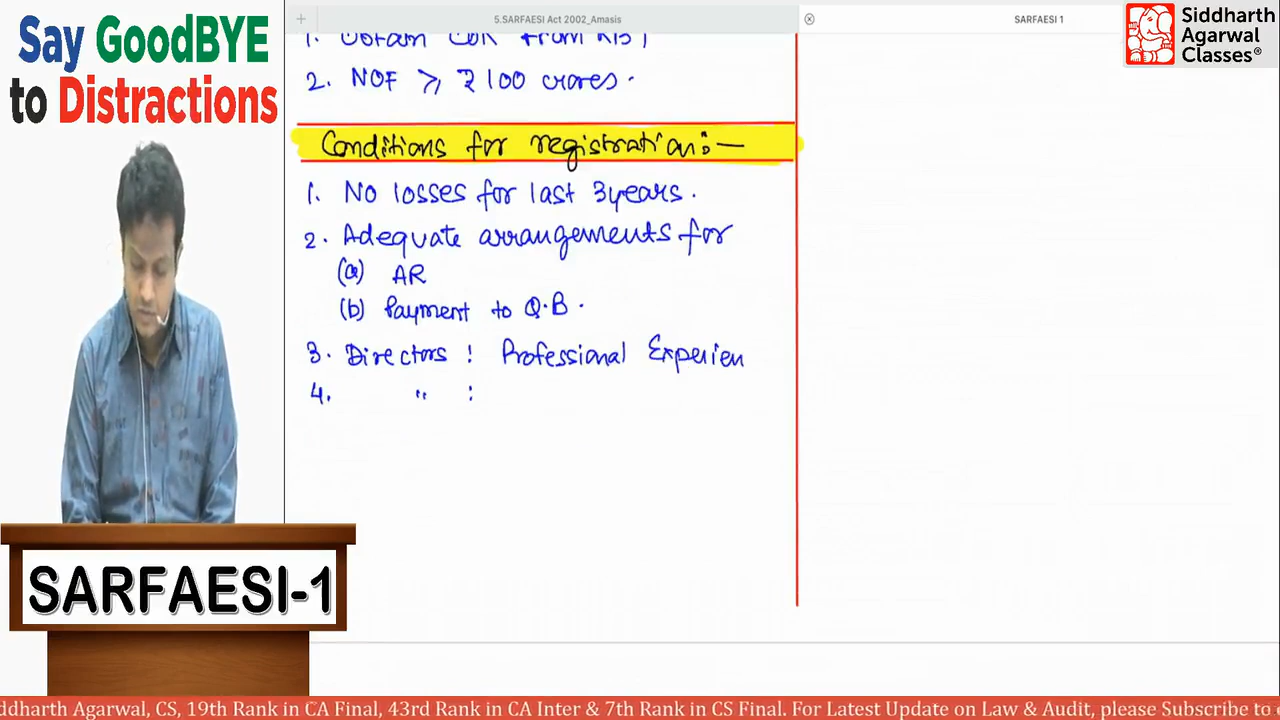 Say GoodBYE
to Distractions
5.SARFAESI Act 2002_Amasis
SARFAESI 1
Siddharth
Agarwal
Classes®
1. Obtain COR from RBI
2. NOF ⩾ ₹100 crores.
Conditions for registration:—
1. No losses for last 3years.
2. Adequate arrangements for
(a) AR
(b) Payment to Q.B.
3. Directors : Professional Experien
4. " :
SARFAESI-1
ddharth Agarwal, CS, 19th Rank in CA Final, 43rd Rank in CA Inter & 7th Rank in CS Final. For Latest Update on Law & Audit, please Subscribe to